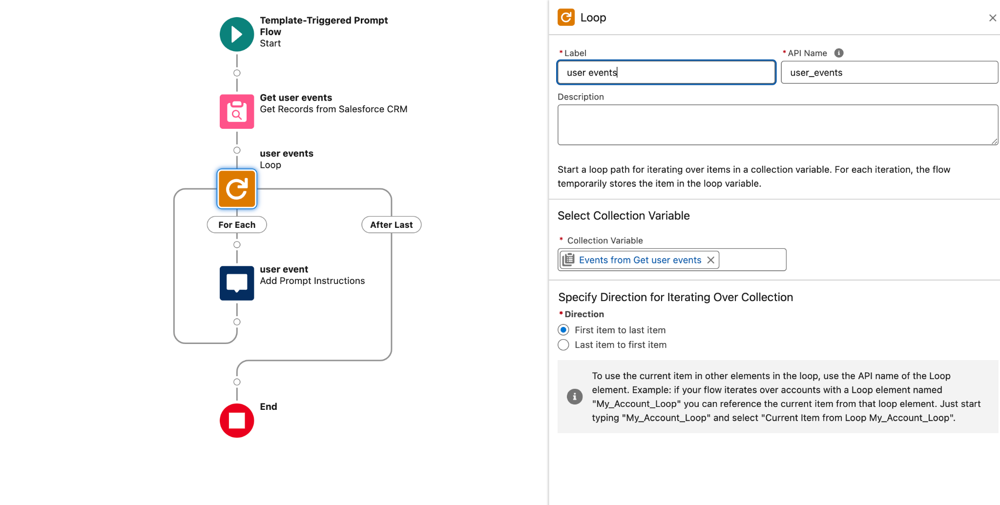 Template-Triggered Prompt
Flow
Start
Get user events
Get Records from Salesforce CRM
user events
Loop
For Each
After Last
user event
Add Prompt Instructions
End
Loop
*Label
user events
*API Name
user_events
Description
Start a loop path for iterating over items in a collection variable. For each iteration, the flow
temporarily stores the item in the loop variable.
Select Collection Variable
* Collection Variable
Events from Get user events
Specify Direction for Iterating Over Collection
*Direction
First item to last item
Last item to first item
To use the current item in other elements in the loop, use the API name of the Loop
element. Example: if your flow iterates over accounts with a Loop element named
"My_Account_Loop" you can reference the current item from that loop element. Just start
typing "My_Account_Loop" and select "Current Item from Loop My_Account_Loop".